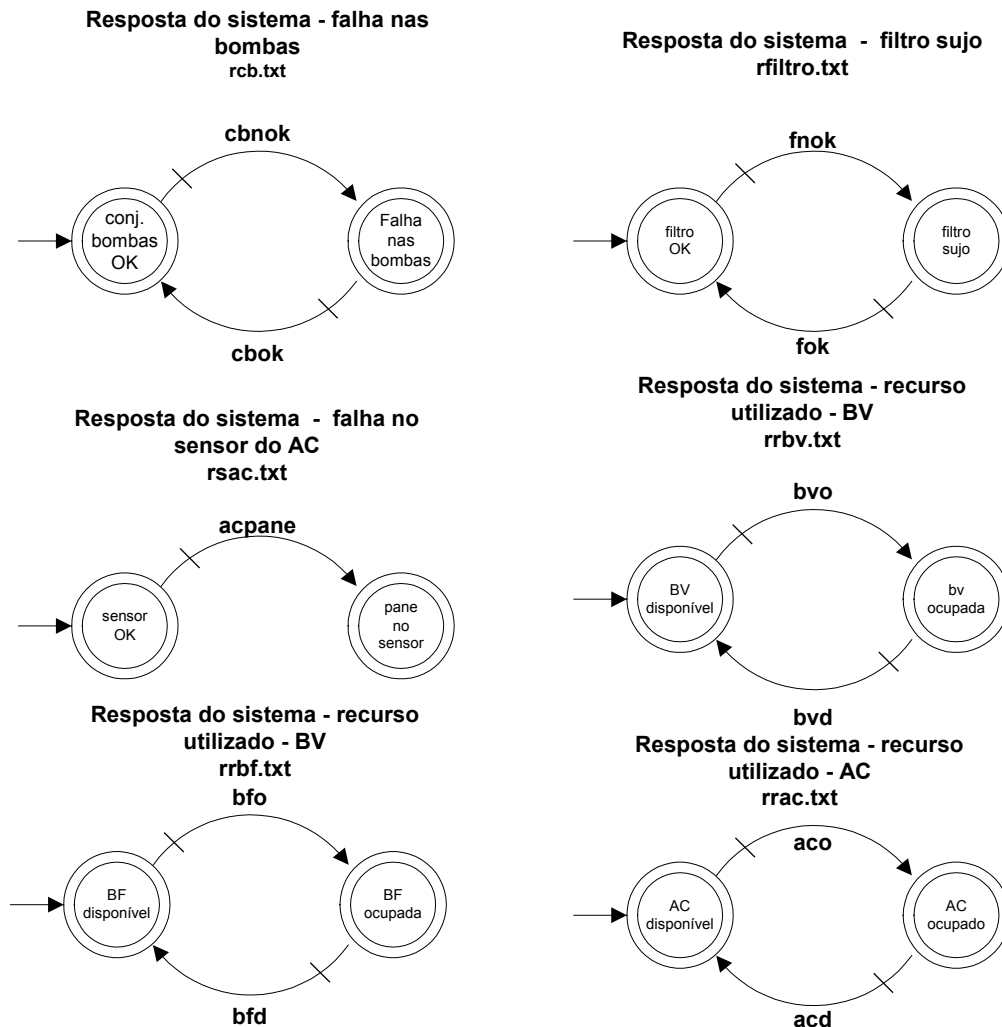 Resposta do sistema - falha nas
bombas
rcb.txt
cbnok
conj.
bombas
OK
Falha
nas
bombas
cbok
Resposta do sistema - filtro sujo
rfiltro.txt
fnok
filtro
OK
filtro
sujo
fok
Resposta do sistema - falha no
sensor do AC
rsac.txt
acpane
sensor
OK
pane
no
sensor
Resposta do sistema - recurso
utilizado - BV
rrbv.txt
bvo
BV
disponível
bv
ocupada
bvd
Resposta do sistema - recurso
utilizado - BV
rrbf.txt
bfo
BF
disponível
BF
ocupada
bfd
Resposta do sistema - recurso
utilizado - AC
rrac.txt
aco
AC
disponível
AC
ocupado
acd